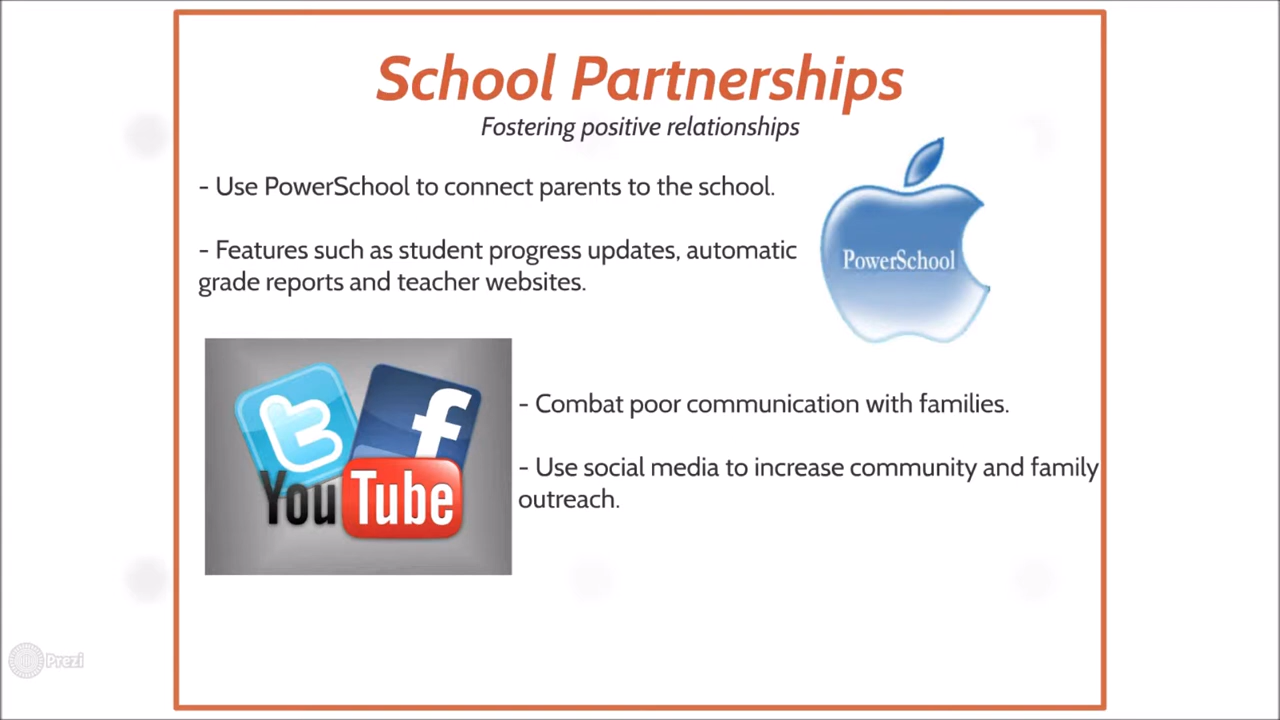 School Partnerships
Fostering positive relationships
- Use PowerSchool to connect parents to the school.
- Features such as student progress updates, automatic
grade reports and teacher websites.
PowerSchool
t
f
YouTube
- Combat poor communication with families.
- Use social media to increase community and family
outreach.
Prezi